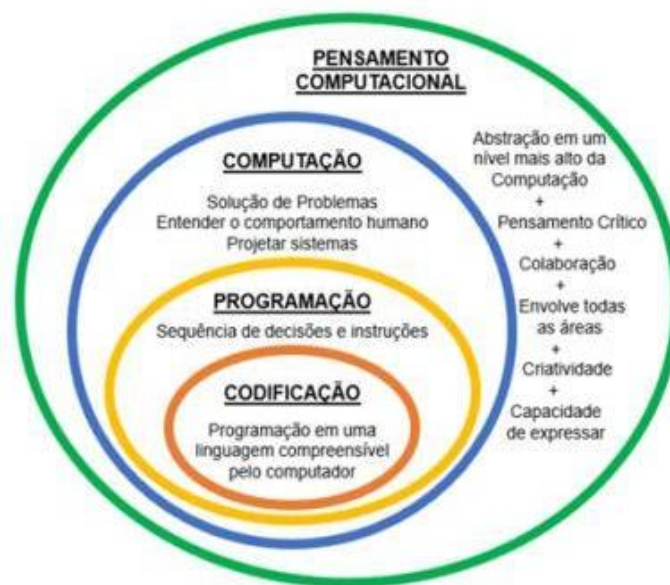 PENSAMENTO
COMPUTACIONAL
COMPUTAÇÃO
Solução de Problemas
Entender o comportamento humano
Projetar sistemas
PROGRAMAÇÃO
Sequência de decisões e instruções
CODIFICAÇÃO
Programação em uma
linguagem compreensível
pelo computador
Abstração em um
nível mais alto da
Computação
+
Pensamento Crítico
+
Colaboração
+
Envolve todas
as áreas
+
Criatividade
+
Capacidade
de expressar